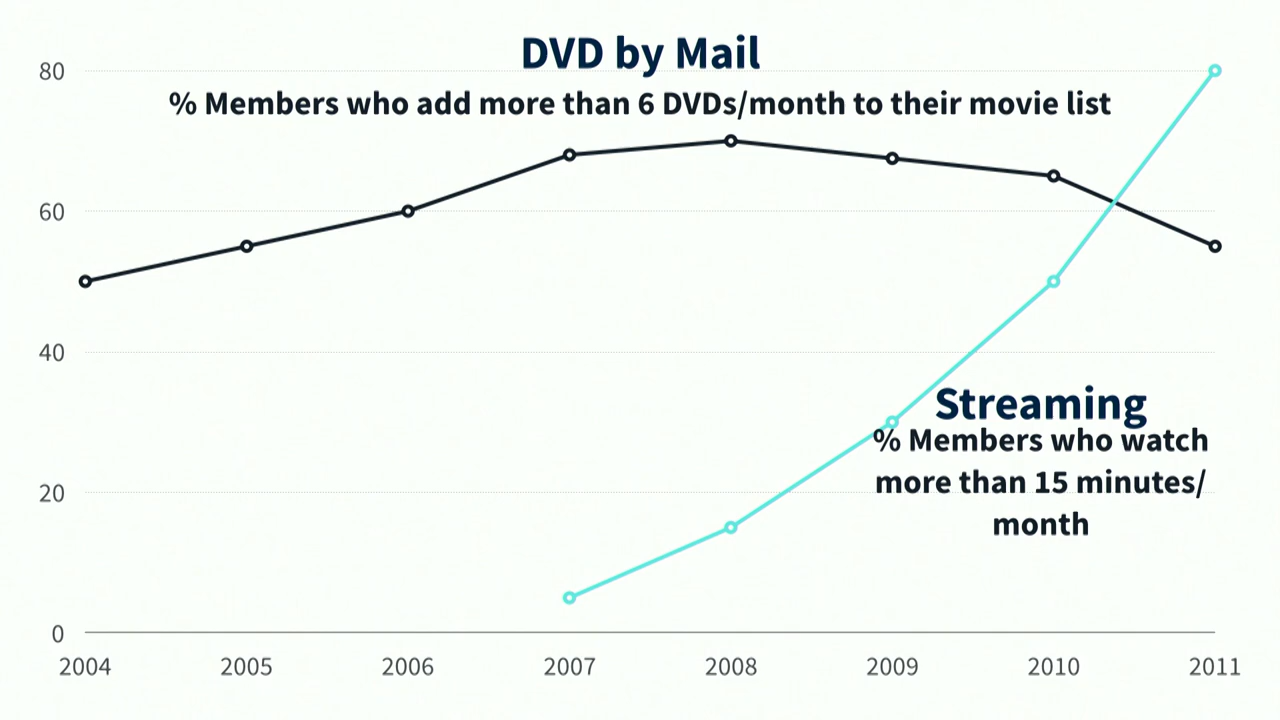 DVD by Mail
80
% Members who add more than 6 DVDs/month to their movie list
60
40
Streaming
% Members who watch
more than 15 minutes/
20
month
0
2004 2005 2006 2007 2008 2009 2010 2011